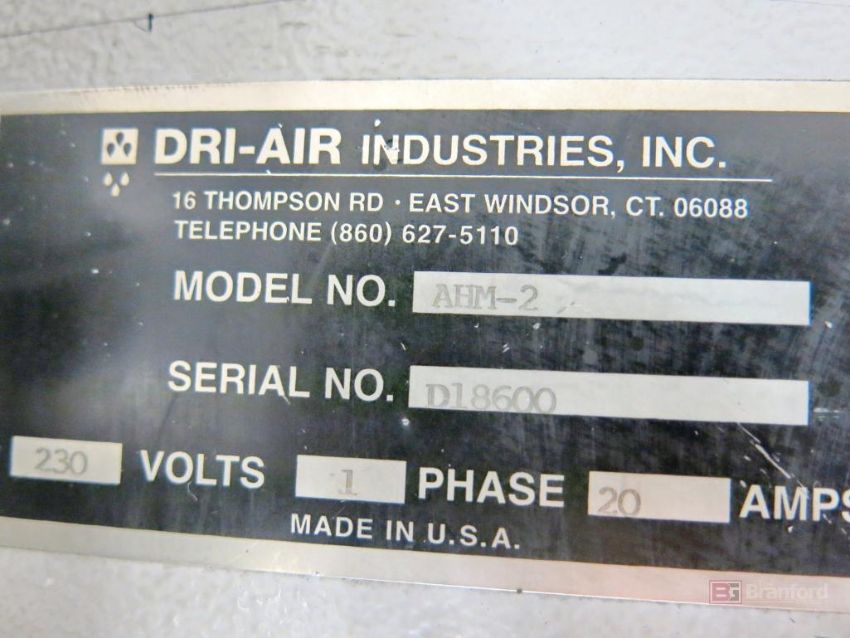 DRI-AIR INDUSTRIES, INC.
16 THOMPSON RD · EAST WINDSOR, CT. 06088
TELEPHONE (860) 627-5110
MODEL NO. AHM-2
SERIAL NO. D18600
230 VOLTS 1 PHASE 20 AMPS
MADE IN U.S.A.
BG Branford